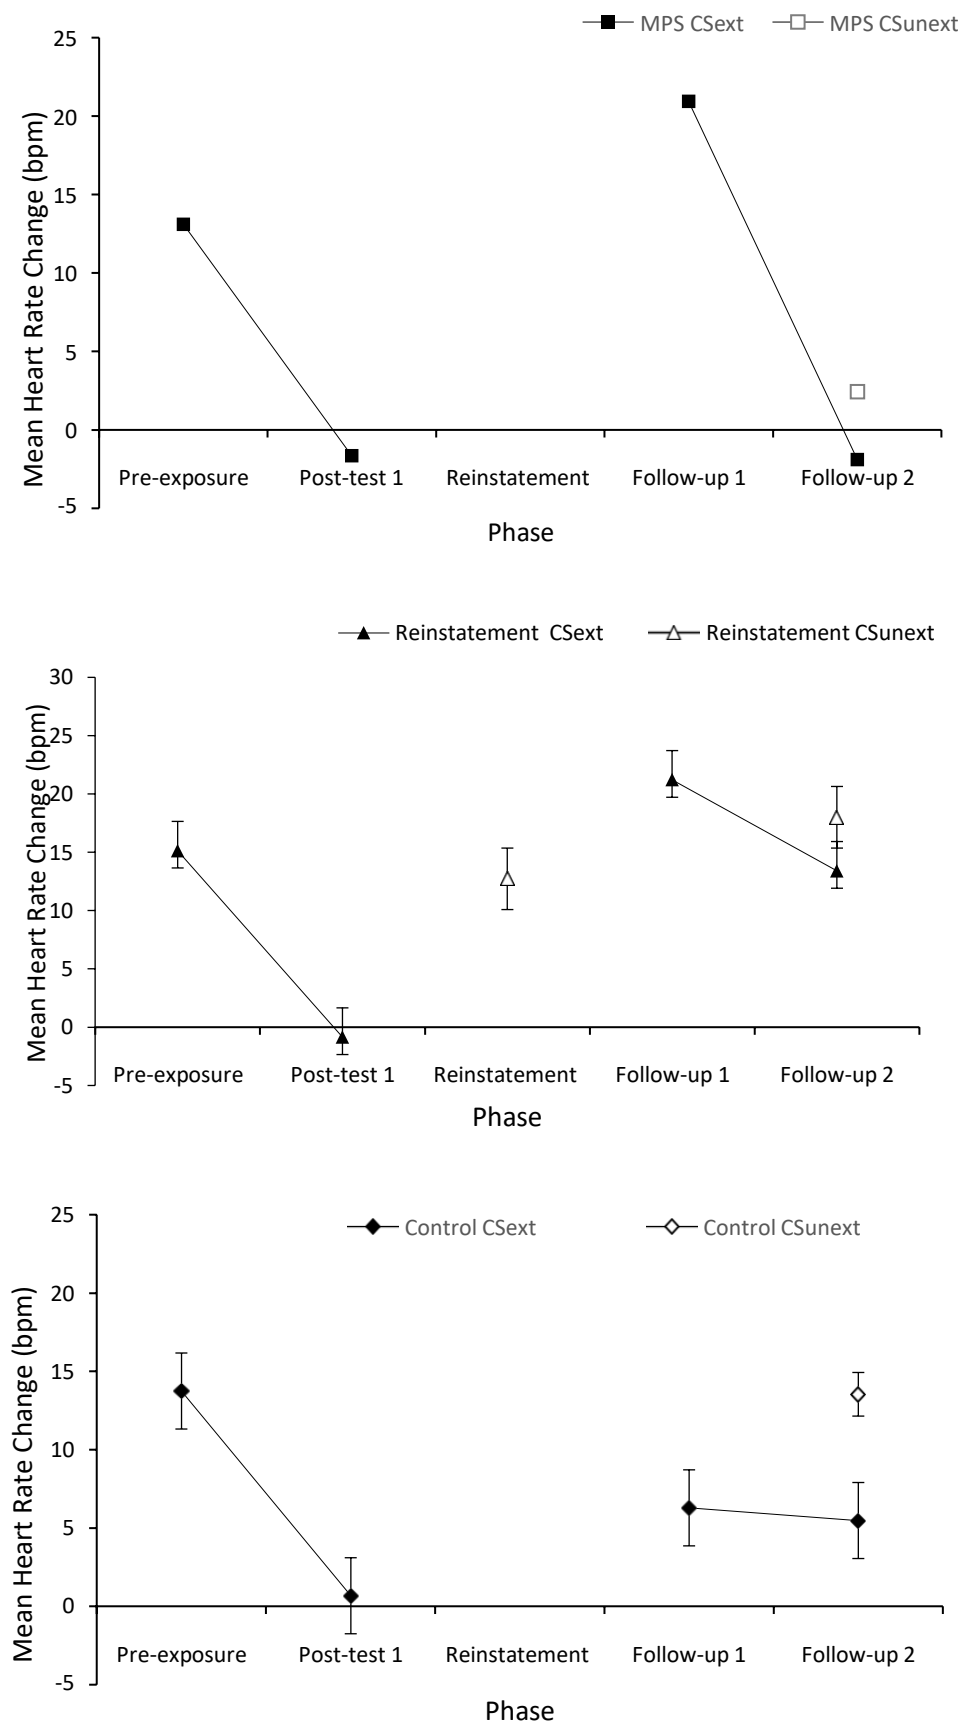 MPS CSext MPS CSunext
Mean Heart Rate Change (bpm)
25
20
15
10
5
0
-5
Pre-exposure Post-test 1 Reinstatement Follow-up 1 Follow-up 2
Phase
Reinstatement CSext Reinstatement CSunext
Mean Heart Rate Change (bpm)
30
25
20
15
10
5
0
-5
Pre-exposure Post-test 1 Reinstatement Follow-up 1 Follow-up 2
Phase
Control CSext Control CSunext
Mean Heart Rate Change (bpm)
25
20
15
10
5
0
-5
Pre-exposure Post-test 1 Reinstatement Follow-up 1 Follow-up 2
Phase